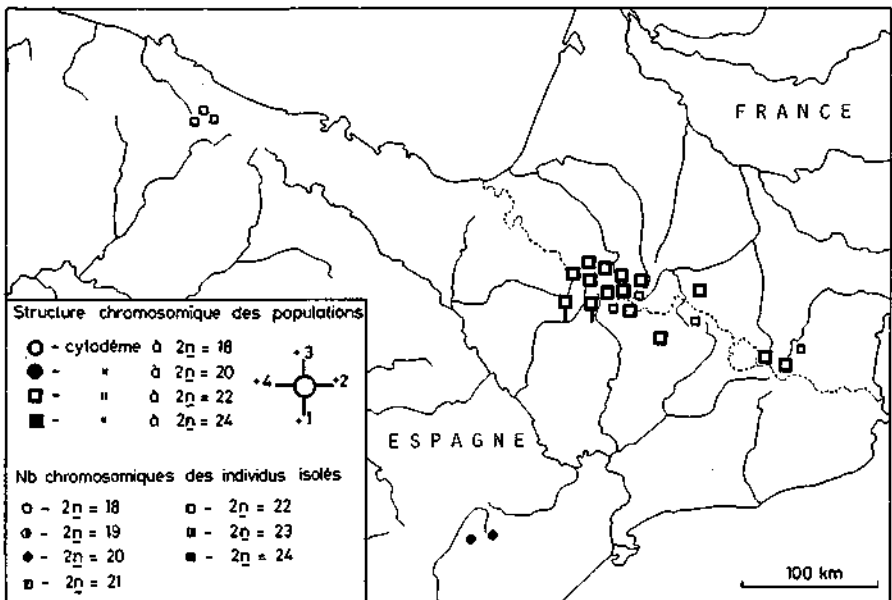 FRANCE
ESPAGNE
100 km
Structure chromosomique des populations
- cytodème à 2n = 18
- " à 2n = 20
- " à 2n = 22
- " à 2n = 24
+3
+4
+2
+1
Nb chromosomiques des individus isolés
- 2n = 18
- 2n = 19
- 2n = 20
- 2n = 21
- 2n = 22
- 2n = 23
- 2n = 24